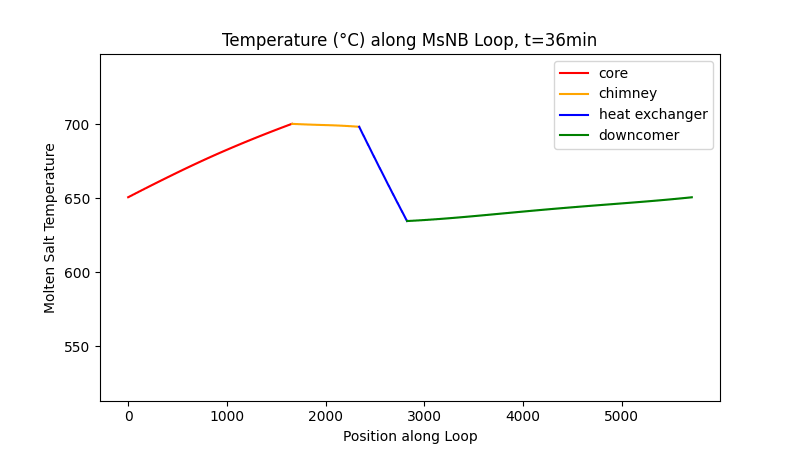 Temperature (°C) along MsNB Loop, t=36min
core
chimney
heat exchanger
downcomer
Molten Salt Temperature
700
650
600
550
0 1000 2000 3000 4000 5000
Position along Loop